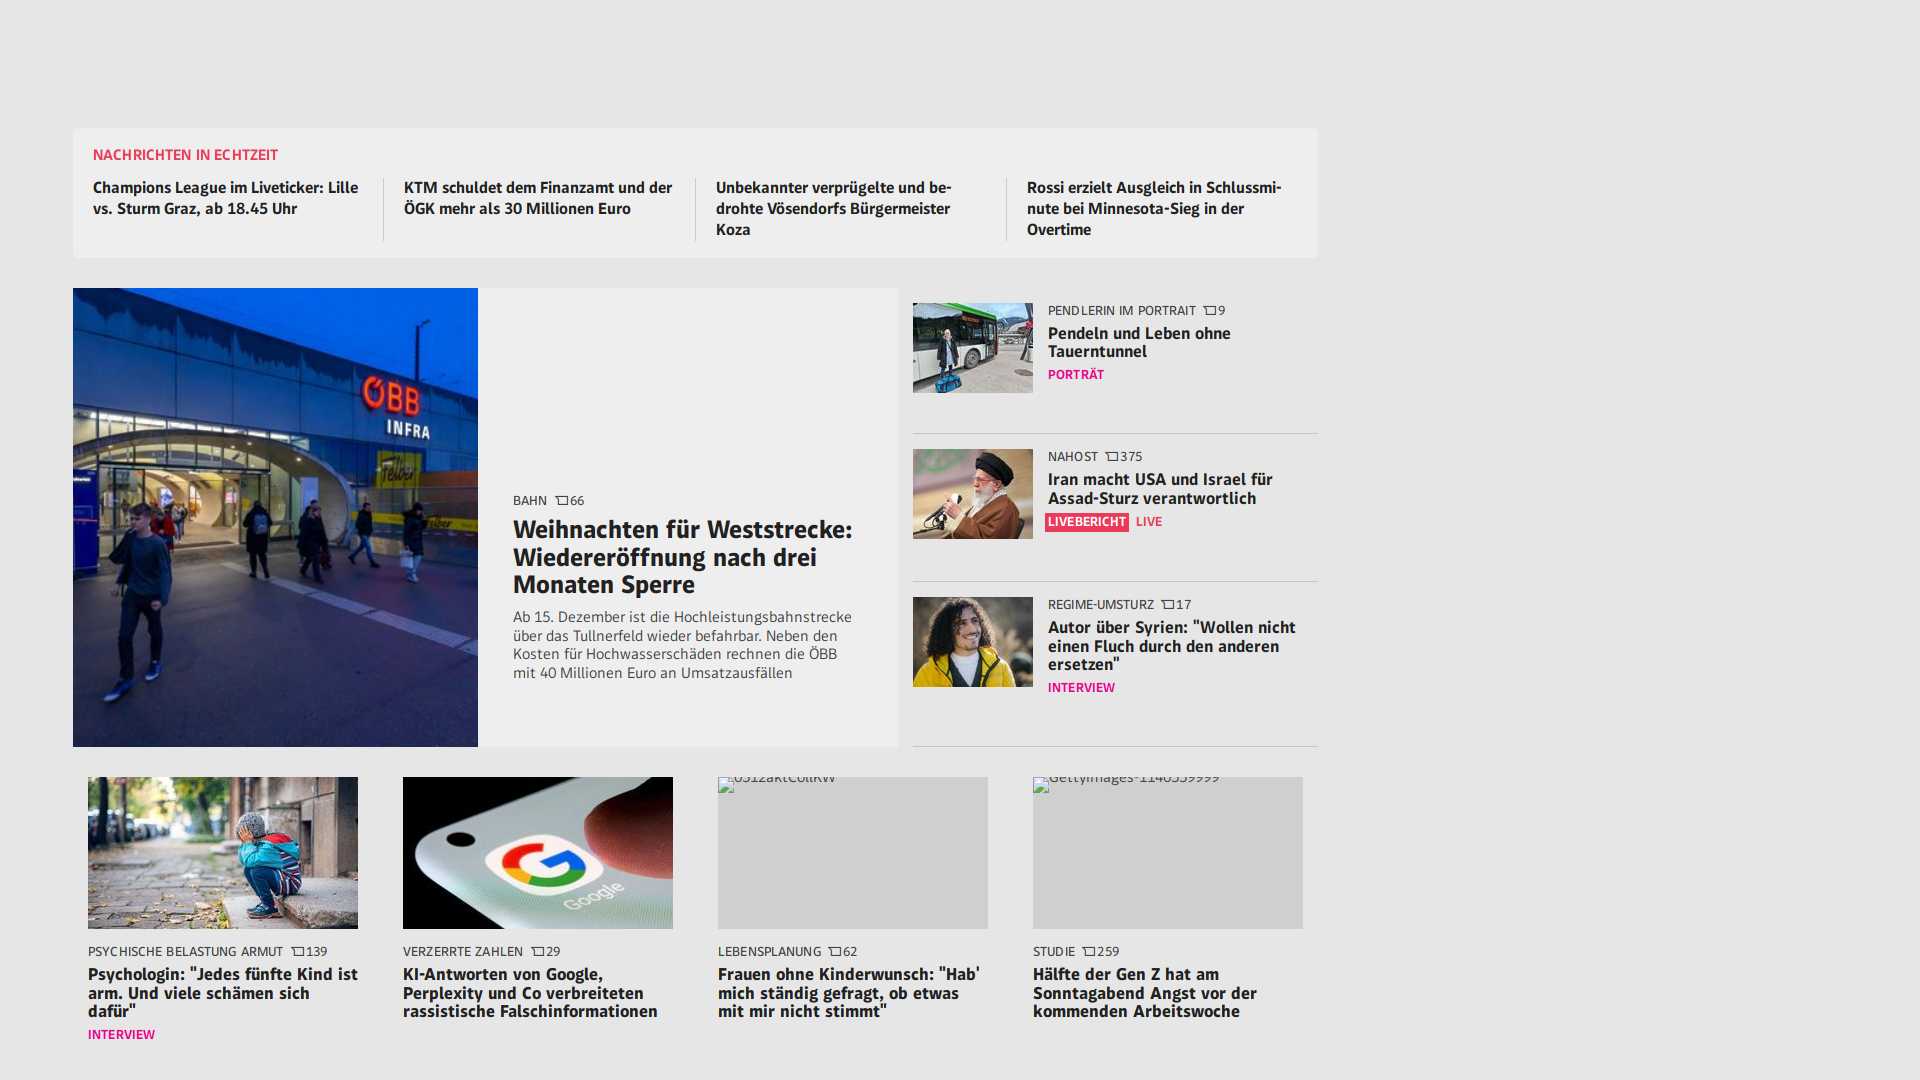 NACHRICHTEN IN ECHTZEIT
Champions League im Liveticker: Lille
vs. Sturm Graz, ab 18.45 Uhr
KTM schuldet dem Finanzamt und der
ÖGK mehr als 30 Millionen Euro
Unbekannter verprügelte und be-
drohte Vösendorfs Bürgermeister
Koza
Rossi erzielt Ausgleich in Schlussmi-
nute bei Minnesota-Sieg in der
Overtime
ÖBB
INFRA
Felber
BAHN 66
Weihnachten für Weststrecke:
Wiedereröffnung nach drei
Monaten Sperre
Ab 15. Dezember ist die Hochleistungsbahnstrecke
über das Tullnerfeld wieder befahrbar. Neben den
Kosten für Hochwasserschäden rechnen die ÖBB
mit 40 Millionen Euro an Umsatzausfällen
PENDLERIN IM PORTRAIT 9
Pendeln und Leben ohne
Tauerntunnel
PORTRÄT
NAHOST 375
Iran macht USA und Israel für
Assad-Sturz verantwortlich
LIVEBERICHT LIVE
REGIME-UMSTURZ 17
Autor über Syrien: "Wollen nicht
einen Fluch durch den anderen
ersetzen"
INTERVIEW
PSYCHISCHE BELASTUNG ARMUT 139
Psychologin: "Jedes fünfte Kind ist
arm. Und viele schämen sich
dafür"
INTERVIEW
Google
VERZERRTE ZAHLEN 29
KI-Antworten von Google,
Perplexity und Co verbreiteten
rassistische Falschinformationen
LEBENSPLANUNG 62
Frauen ohne Kinderwunsch: "Hab'
mich ständig gefragt, ob etwas
mit mir nicht stimmt"
STUDIE 259
Hälfte der Gen Z hat am
Sonntagabend Angst vor der
kommenden Arbeitswoche